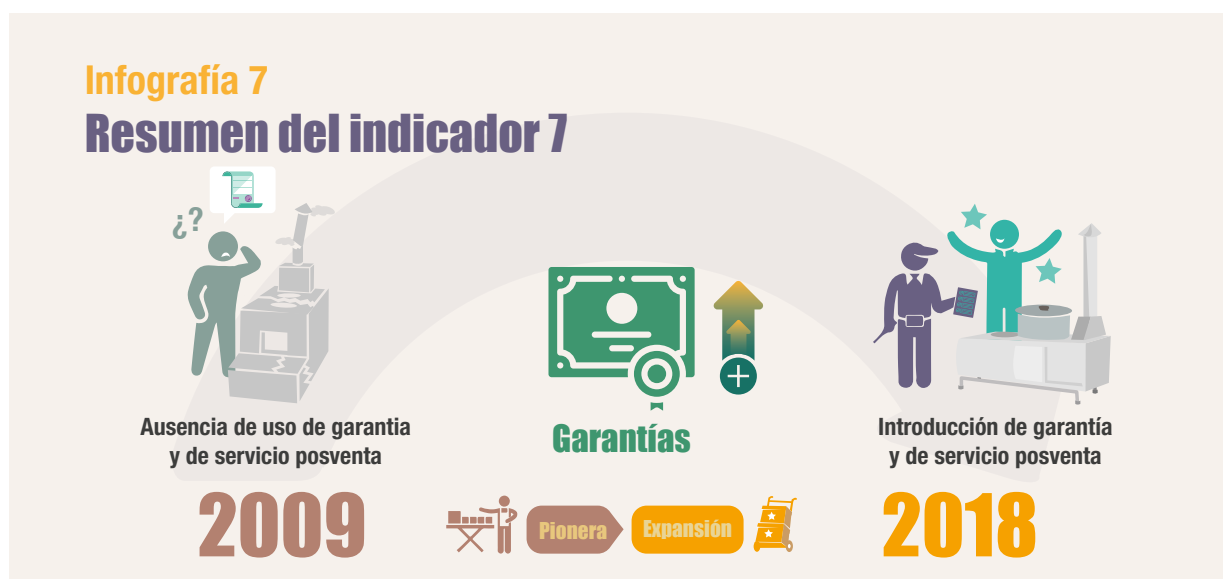 Infografía 7
Resumen del indicador 7
¿?
Ausencia de uso de garantia
y de servicio posventa
2009
Garantías
Pionera
Expansión
Introducción de garantía
y de servicio posventa
2018